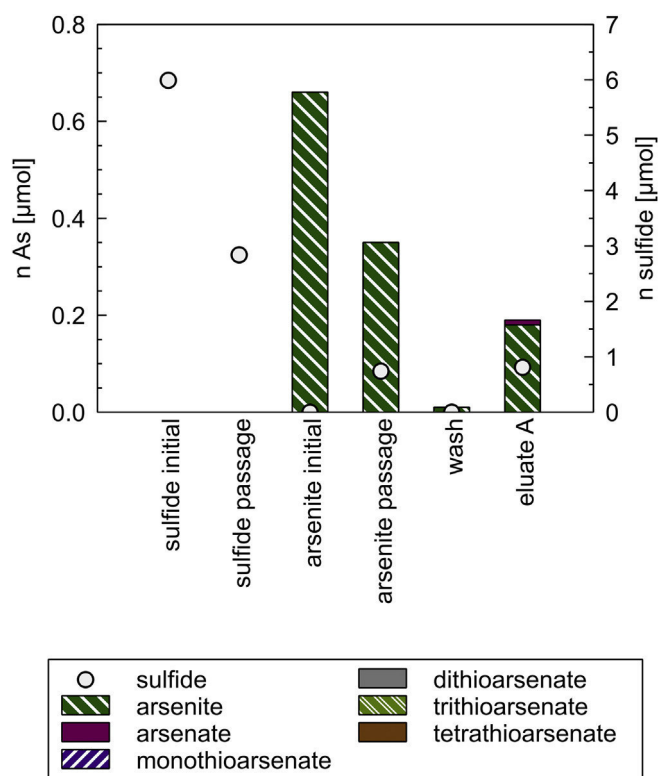 n As [µmol]
0.8
0.6
0.4
0.2
0.0
7
6
5
4
3
2
1
0
n sulfide [µmol]
sulfide initial
sulfide passage
arsenite initial
arsenite passage
wash
eluate A
sulfide
arsenite
arsenate
monothioarsenate
dithioarsenate
trithioarsenate
tetrathioarsenate